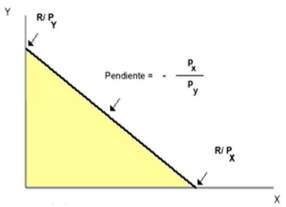 Y
R/ P Y
Pendiente = - P x
P y
R/ P X
X